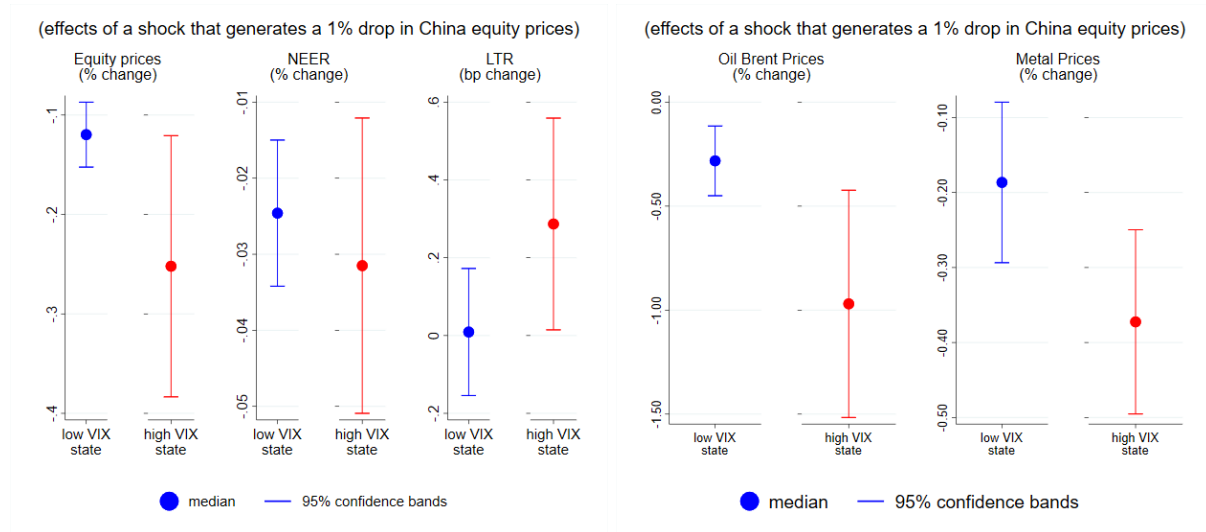 (effects of a shock that generates a 1% drop in China equity prices)
Equity prices
(% change)
NEER
(% change)
LTR
(bp change)
-.1
-.2
-.3
-.4
-.01
-.02
-.03
-.04
-.05
.6
.4
.2
0
-.2
low VIX
state
high VIX
state
low VIX
state
high VIX
state
low VIX
state
high VIX
state
median
95% confidence bands
(effects of a shock that generates a 1% drop in China equity prices)
Oil Brent Prices
(% change)
Metal Prices
(% change)
0.00
-0.50
-1.00
-1.50
-0.10
-0.20
-0.30
-0.40
-0.50
low VIX
state
high VIX
state
low VIX
state
high VIX
state
median
95% confidence bands